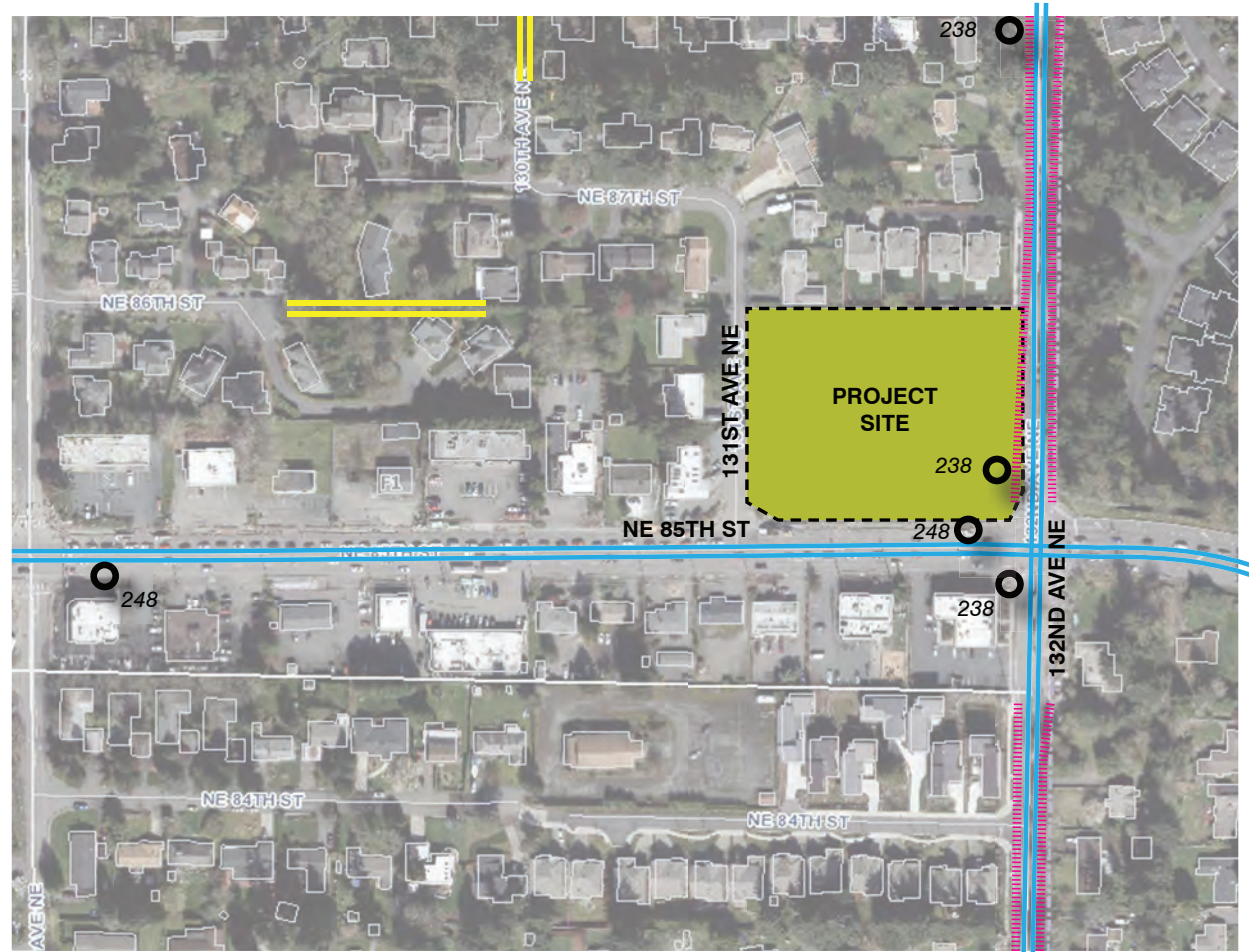 238
130TH AVE N
NE 87TH ST
NE 86TH ST
131ST AVE NE
PROJECT
SITE
238
F1
NE 85TH ST
248
132ND AVE NE
248
238
NE 84TH ST
NE 84TH ST
AVE NE